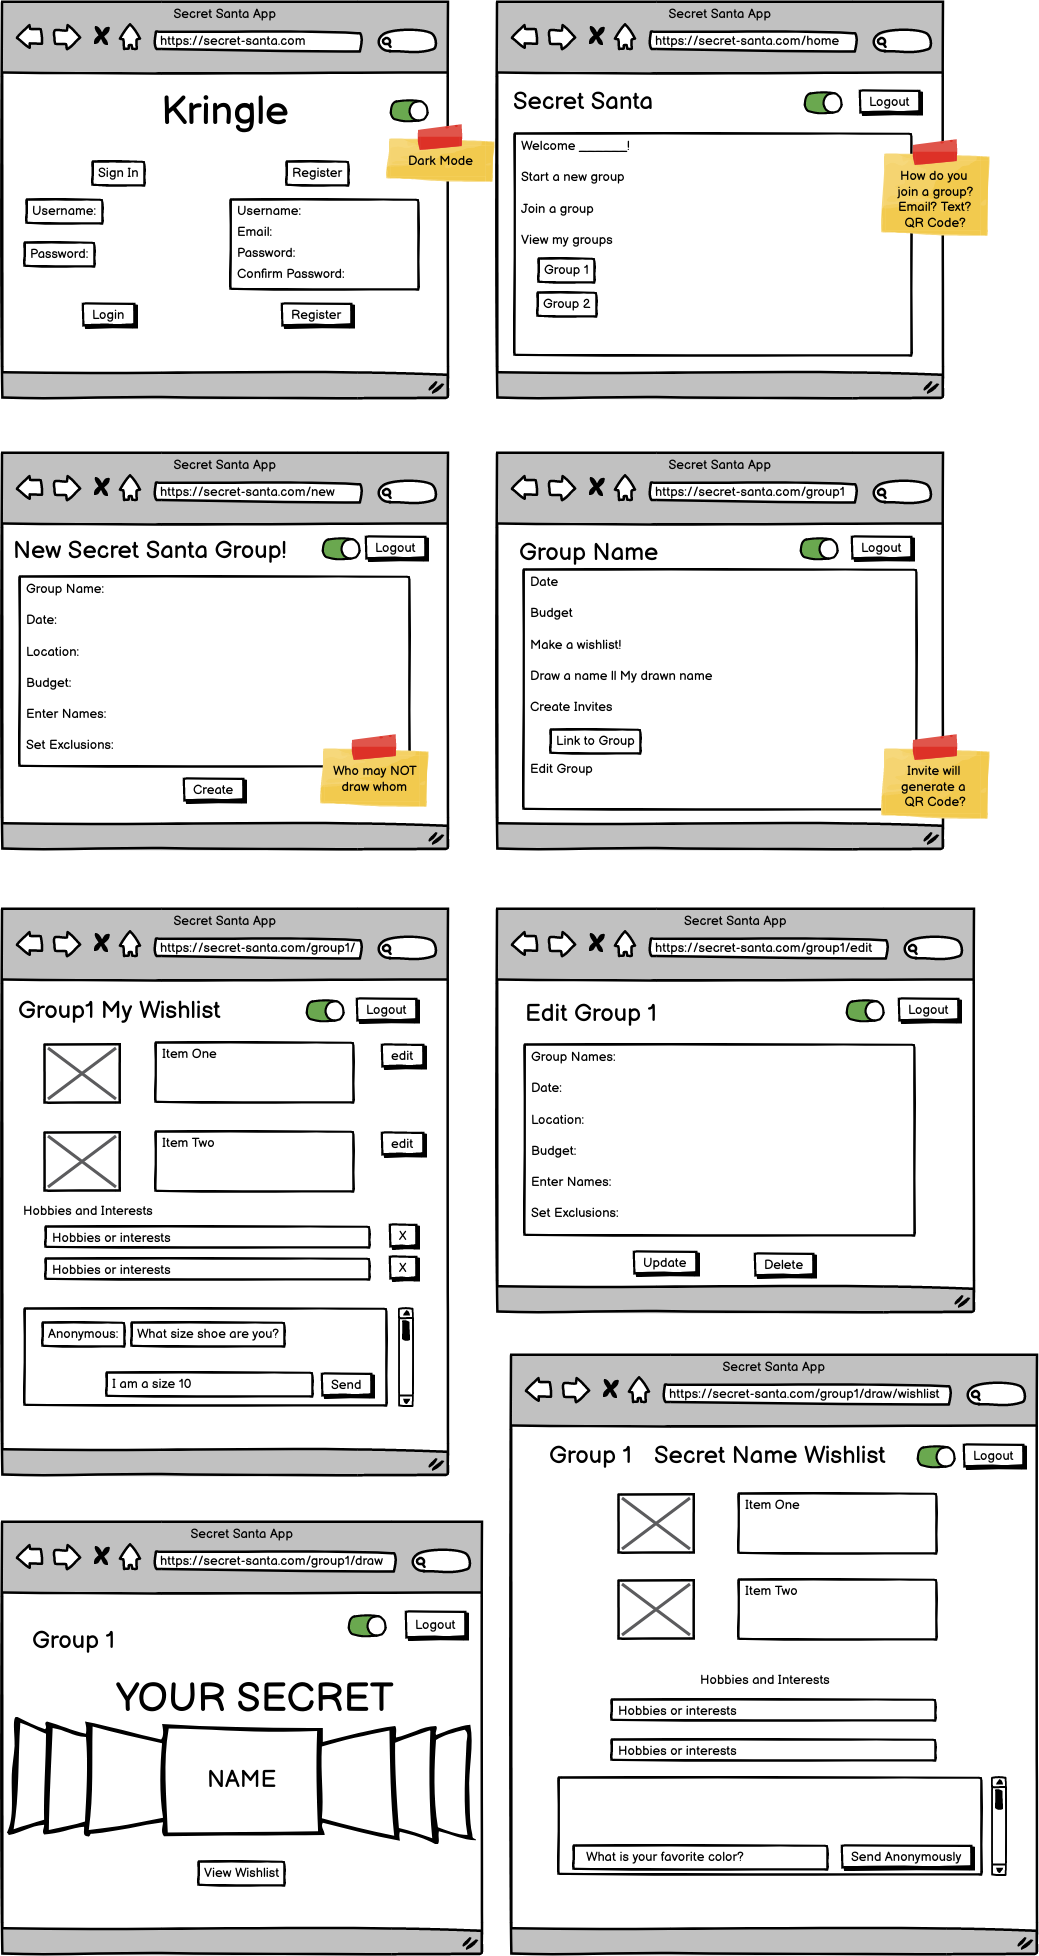 Secret Santa App
https://secret-santa.com
Kringle
Dark Mode
Sign In
Register
Username:
Password:
Username:
Email:
Password:
Confirm Password:
Login
Register
Secret Santa App
https://secret-santa.com/home
Secret Santa
Logout
Welcome ______!
Start a new group
Join a group
View my groups
Group 1
Group 2
How do you
join a group?
Email? Text?
QR Code?
Secret Santa App
https://secret-santa.com/new
New Secret Santa Group!
Logout
Group Name:
Date:
Location:
Budget:
Enter Names:
Set Exclusions:
Who may NOT
draw whom
Create
Secret Santa App
https://secret-santa.com/group1
Group Name
Logout
Date
Budget
Make a wishlist!
Draw a name || My drawn name
Create Invites
Link to Group
Edit Group
Invite will
generate a
QR Code?
Secret Santa App
https://secret-santa.com/group1/
Group1 My Wishlist
Logout
Item One
edit
Item Two
edit
Hobbies and Interests
Hobbies or interests
X
Hobbies or interests
X
Anonymous:
What size shoe are you?
I am a size 10
Send
Secret Santa App
https://secret-santa.com/group1/edit
Edit Group 1
Logout
Group Names:
Date:
Location:
Budget:
Enter Names:
Set Exclusions:
Update
Delete
Secret Santa App
https://secret-santa.com/group1/draw
Group 1
Logout
YOUR SECRET
NAME
View Wishlist
Secret Santa App
https://secret-santa.com/group1/draw/wishlist
Group 1 Secret Name Wishlist
Logout
Item One
Item Two
Hobbies and Interests
Hobbies or interests
Hobbies or interests
What is your favorite color?
Send Anonymously